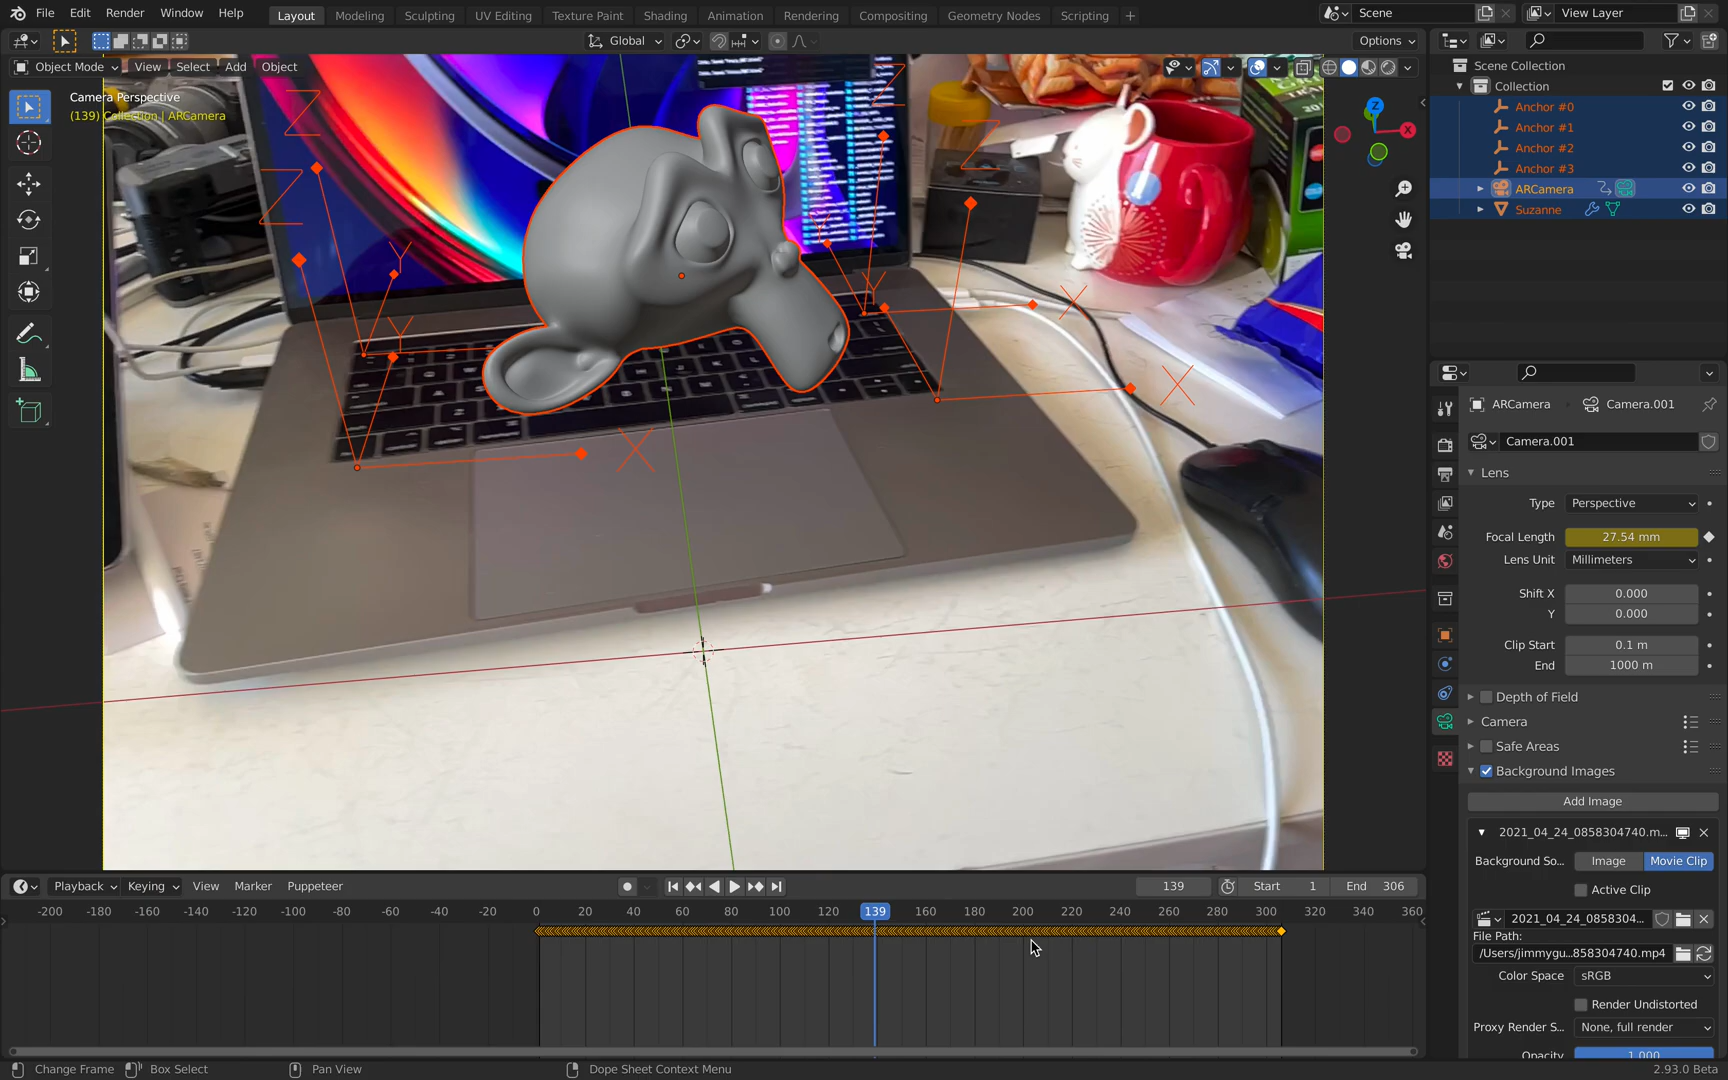 File Edit Render Window Help Layout Modeling Sculpting UV Editing Texture Paint Shading Animation Rendering Compositing Geometry Nodes Scripting + Scene View Layer
Global Options
Object Mode View Select Add Object
Scene Collection
Collection
Camera Perspective
(139) Collection | ARCamera
Anchor #0
Anchor #1
Anchor #2
Anchor #3
ARCamera
Suzanne
Z
Z
Z
Z
Z
X
Y
Y
Y
Y
X
X
X
ARCamera Camera.001
Camera.001
Lens
Type Perspective
Focal Length 27.54 mm
Lens Unit Millimeters
Shift X 0.000
Y 0.000
Clip Start 0.1 m
End 1000 m
Depth of Field
Camera
Safe Areas
Background Images
Add Image
2021_04_24_0858304740.m...
Background So... Image Movie Clip
Active Clip
2021_04_24_0858304...
File Path:
/Users/jimmygu...858304740.mp4
Color Space sRGB
Render Undistorted
Proxy Render S... None, full render
Opacity 1.000
Playback Keying View Marker Puppeteer 139 Start 1 End 306
-200 -180 -160 -140 -120 -100 -80 -60 -40 -20 0 20 40 60 80 100 120 139 160 180 200 220 240 260 280 300 320 340 360
Change Frame Box Select Pan View Dope Sheet Context Menu 2.93.0 Beta